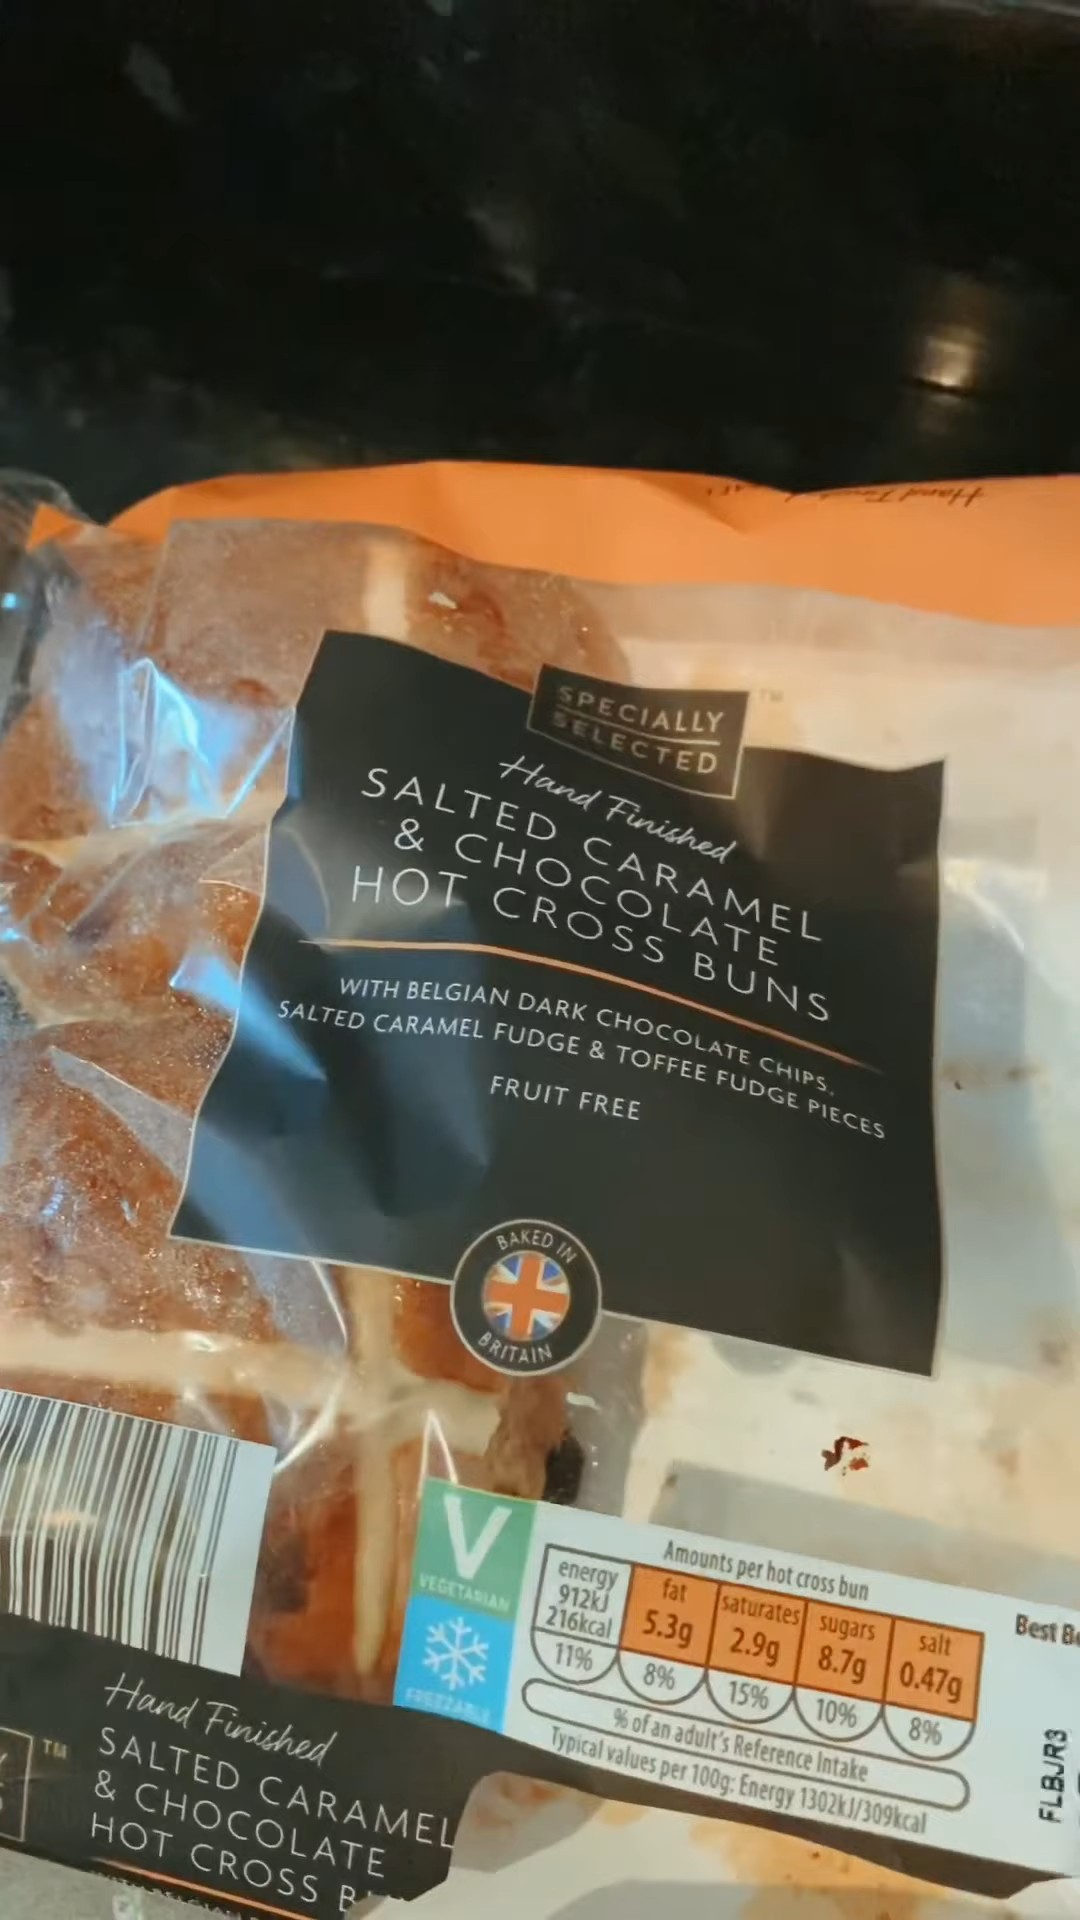 SPECIALLY
SELECTED
TM
Hand Finished
SALTED CARAMEL
& CHOCOLATE
HOT CROSS BUNS
WITH BELGIAN DARK CHOCOLATE CHIPS,
SALTED CARAMEL FUDGE & TOFFEE FUDGE PIECES
FRUIT FREE
BAKED IN
BRITAIN
V
VEGETARIAN
FREEZABLE
Amounts per hot cross bun
energy
912kJ
216kcal
11%
fat
5.3g
8%
saturates
2.9g
15%
sugars
8.7g
10%
salt
0.47g
8%
% of an adult's Reference Intake
Typical values per 100g: Energy 1302kJ/309kcal
Best
FLBJR3
TM
Hand Finished
SALTED CARAMEL
& CHOCOLATE
HOT CROSS B